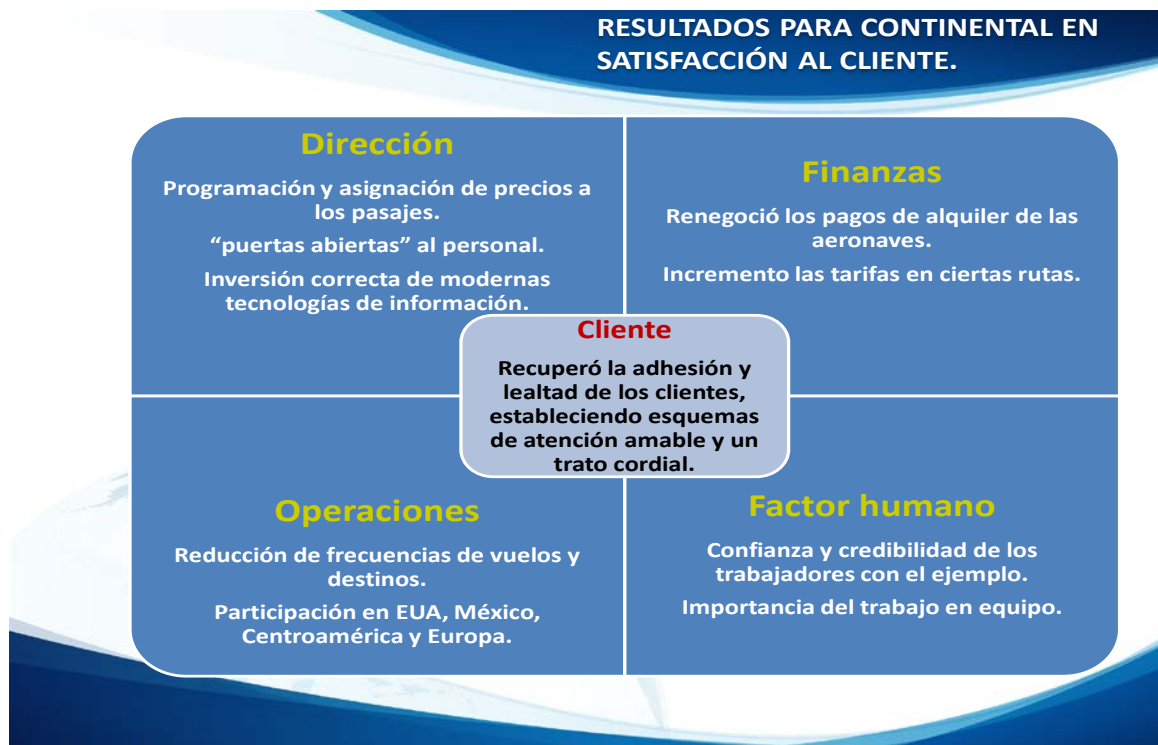 RESULTADOS PARA CONTINENTAL EN
SATISFACCIÓN AL CLIENTE.
Dirección
Programación y asignación de precios a
los pasajes.
“puertas abiertas” al personal.
Inversión correcta de modernas
tecnologías de información.
Finanzas
Renegoció los pagos de alquiler de las
aeronaves.
Incremento las tarifas en ciertas rutas.
Cliente
Recuperó la adhesión y
lealtad de los clientes,
estableciendo esquemas
de atención amable y un
trato cordial.
Operaciones
Reducción de frecuencias de vuelos y
destinos.
Participación en EUA, México,
Centroamérica y Europa.
Factor humano
Confianza y credibilidad de los
trabajadores con el ejemplo.
Importancia del trabajo en equipo.